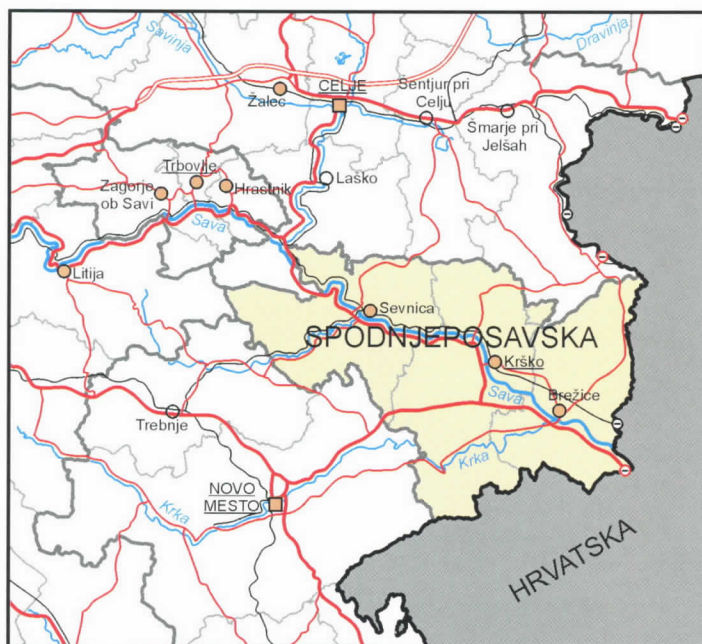 Savinja
Dravinja
CELJE
Žalec
Šentjur pri
Celju
Šmarje pri
Jelšah
Trbovlje
Hrastnik
Zagorje
ob Savi
Laško
Sava
Litija
Sevnica
SPODNJEPOSAVSKA
Krško
Sava
Brežice
Trebnje
Krka
NOVO
MESTO
Krka
HRVATSKA